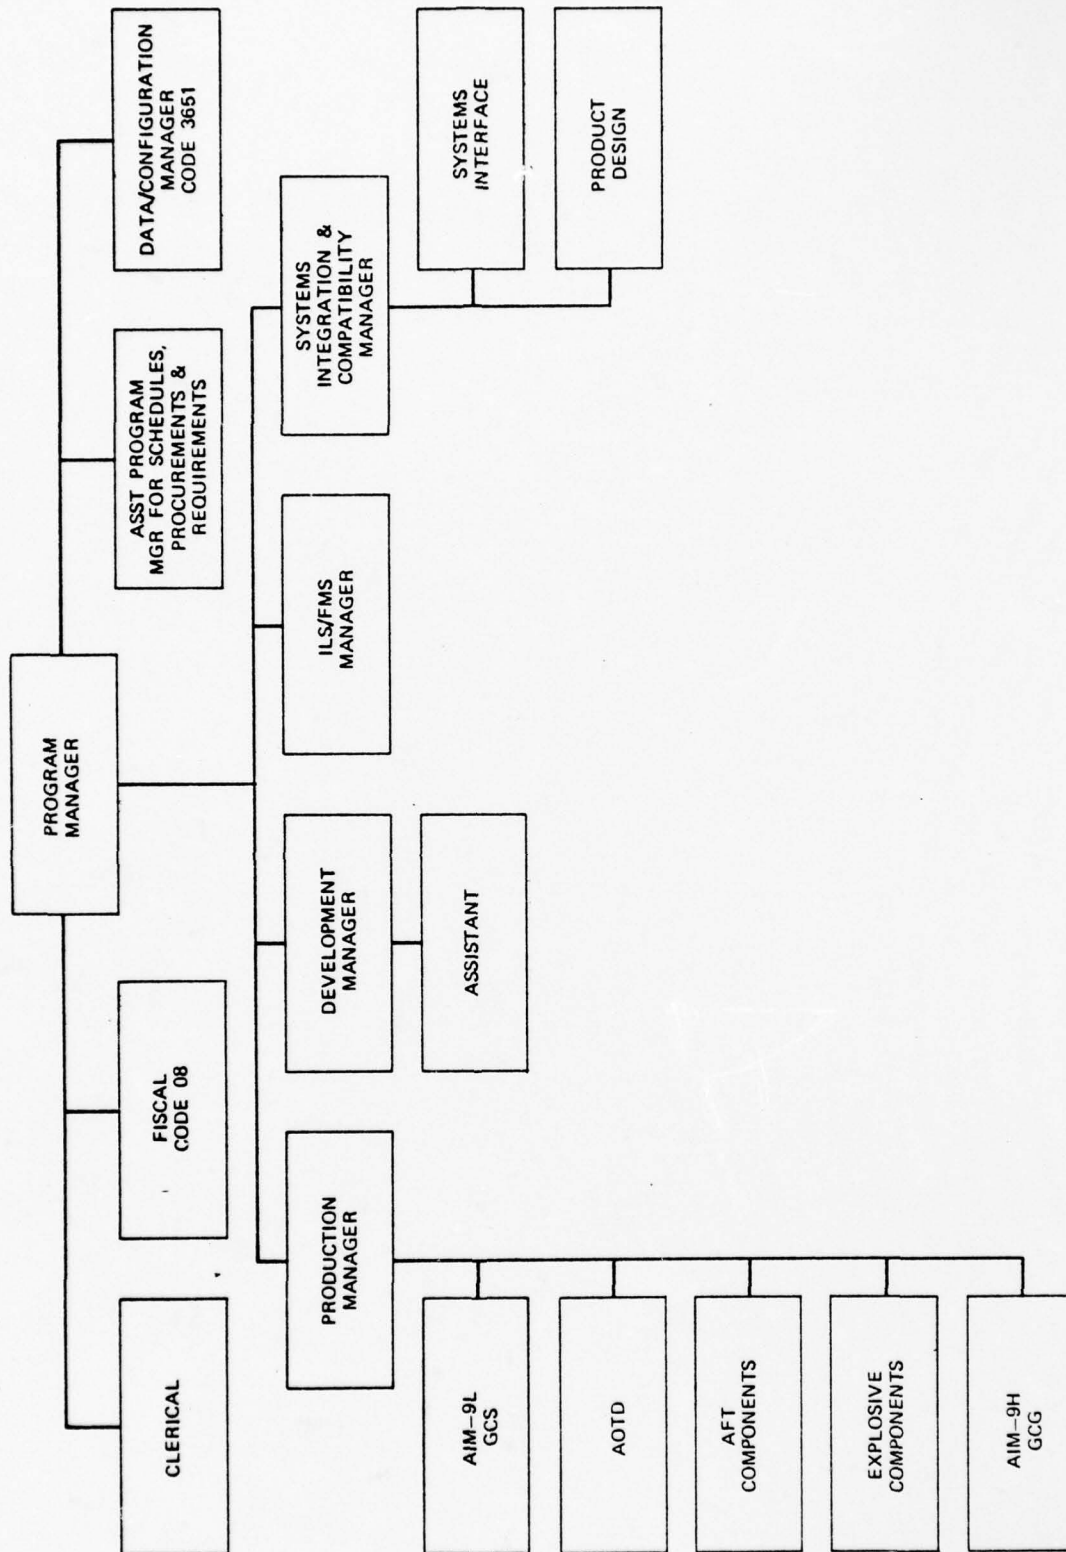 PROGRAM
MANAGER
CLERICAL
FISCAL
CODE 08
ASST PROGRAM
MGR FOR SCHEDULES,
PROCUREMENTS &
REQUIREMENTS
DATA/CONFIGURATION
MANAGER
CODE 3651
PRODUCTION
MANAGER
DEVELOPMENT
MANAGER
ILS/FMS
MANAGER
SYSTEMS
INTEGRATION &
COMPATIBILITY
MANAGER
AIM-9L
GCS
AOTD
AFT
COMPONENTS
EXPLOSIVE
COMPONENTS
AIM-9H
GCG
ASSISTANT
SYSTEMS
INTERFACE
PRODUCT
DESIGN